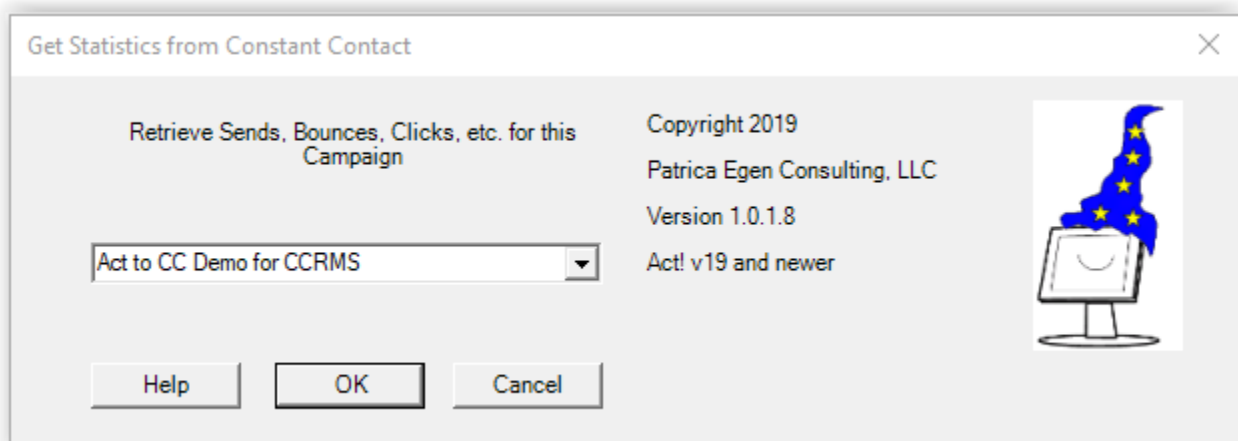 Get Statistics from Constant Contact
Retrieve Sends, Bounces, Clicks, etc. for this
Campaign
Copyright 2019
Patrica Egen Consulting, LLC
Version 1.0.1.8
Act! v19 and newer
Act to CC Demo for CCRMS
Help
OK
Cancel